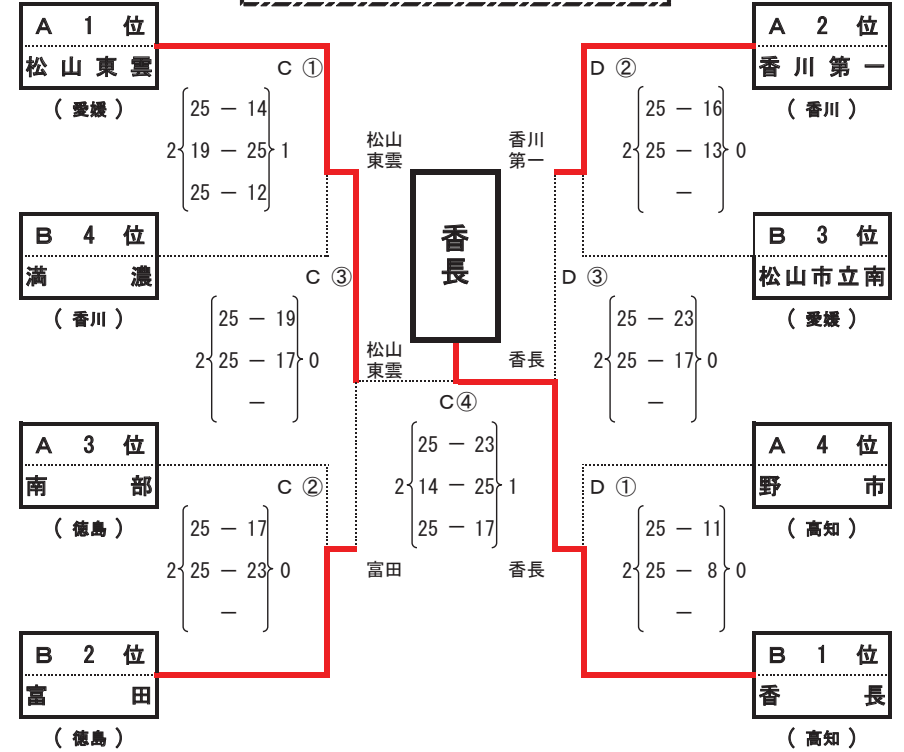 A 1 位
松山東雲
( 愛媛 )
A 2 位
香川第一
( 香川 )
C ①
25 － 14
2 19 － 25 1
25 － 12
D ②
25 － 16
2 25 － 13 0
－
松山
東雲
香川
第一
香長
B 4 位
満濃
( 香川 )
B 3 位
松山市立南
( 愛媛 )
C ③
25 － 19
2 25 － 17 0
－
D ③
25 － 23
2 25 － 17 0
－
松山
東雲
香長
C④
25 － 23
2 14 － 25 1
25 － 17
A 3 位
南部
( 徳島 )
A 4 位
野市
( 高知 )
C ②
25 － 17
2 25 － 23 0
－
D ①
25 － 11
2 25 － 8 0
－
富田
香長
B 2 位
富田
( 徳島 )
B 1 位
香長
( 高知 )